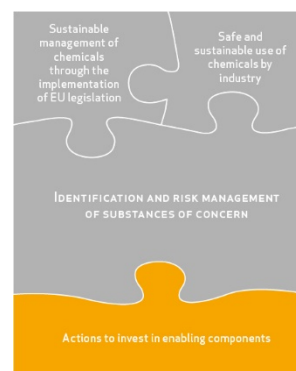 Sustainable
management of
chemicals
through the
implementation
of EU legislation
Safe and
sustainable use of
chemicals by
industry
IDENTIFICATION AND RISK MANAGEMENT
OF SUBSTANCES OF CONCERN
Actions to invest in enabling components